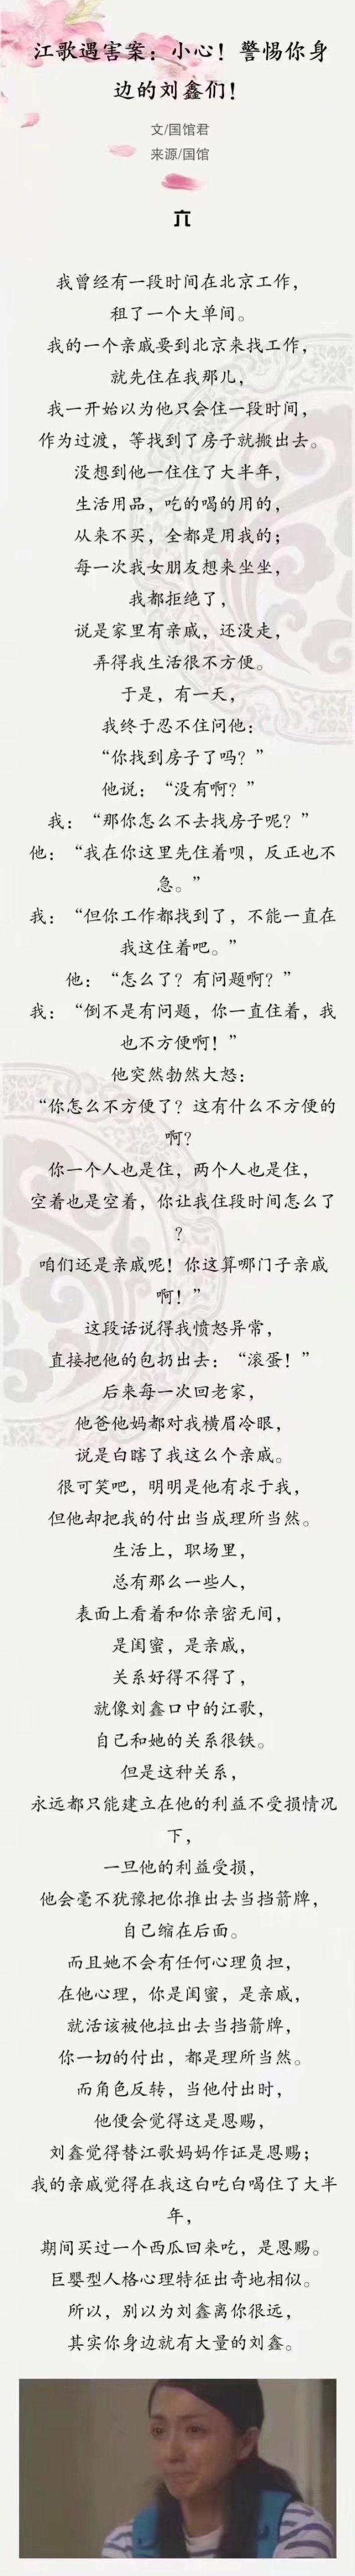 江歌遇害案：小心！警惕你身
边的刘鑫们！
文/国馆君
来源/国馆
六
我曾经有一段时间在北京工作，
租了一个大单间。
我的一个亲戚要到北京来找工作，
就先住在我那儿，
我一开始以为他只会住一段时间，
作为过渡，等找到了房子就搬出去。
没想到他一住住了大半年，
生活用品，吃的喝的用的，
从来不买，全都是用我的；
每一次我女朋友想来坐坐，
我都拒绝了，
说是家里有亲戚，还没走，
弄得我生活很不方便。
于是，有一天，
我终于忍不住问他：
“你找到房子了吗？”
他说：“没有啊？”
我：“那你怎么不去找房子呢？”
他：“我在你这里先住着呗，反正也不
急。”
我：“但你工作都找到了，不能一直在
我这住着吧。”
他：“怎么了？有问题啊？”
我：“倒不是有问题，你一直住着，我
也不方便啊！”
他突然勃然大怒：
“你怎么不方便了？这有什么不方便的
啊？
你一个人也是住，两个人也是住，
空着也是空着，你让我住段时间怎么了
？
咱们还是亲戚呢！你这算哪门子亲戚
啊！”
这段话说得我愤怒异常，
直接把他的包扔出去：“滚蛋！”
后来每一次回老家，
他爸他妈都对我横眉冷眼，
说是白瞎了我这么个亲戚。
很可笑吧，明明是他有求于我，
但他却把我的付出当成理所当然。
生活上，职场里，
总有那么一些人，
表面上看着和你亲密无间，
是闺蜜，是亲戚，
关系好得不得了，
就像刘鑫口中的江歌，
自己和她的关系很铁。
但是这种关系，
永远都只能建立在他的利益不受损情况
下，
一旦他的利益受损，
他会毫不犹豫把你推出去当挡箭牌，
自己缩在后面。
而且她不会有任何心理负担，
在他心理，你是闺蜜，是亲戚，
就活该被他拉出去当挡箭牌，
你一切的付出，都是理所当然。
而角色反转，当他付出时，
他便会觉得这是恩赐，
刘鑫觉得替江歌妈妈作证是恩赐；
我的亲戚觉得在我这白吃白喝住了大半
年，
期间买过一个西瓜回来吃，是恩赐。
巨婴型人格心理特征出奇地相似。
所以，别以为刘鑫离你很远，
其实你身边就有大量的刘鑫。